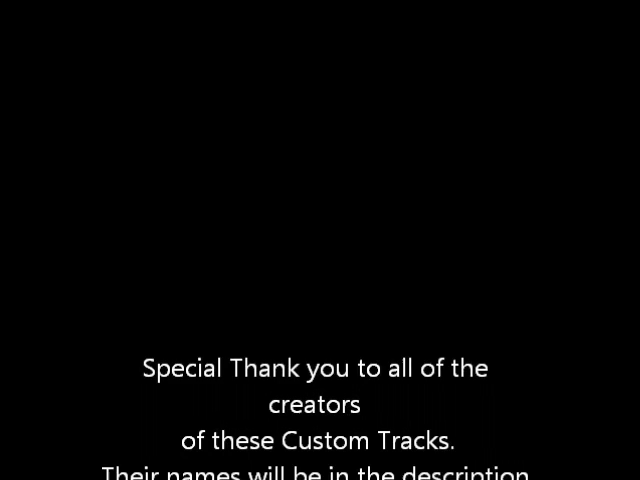 Special Thank you to all of the
creators
of these Custom Tracks.
Their names will be in the description